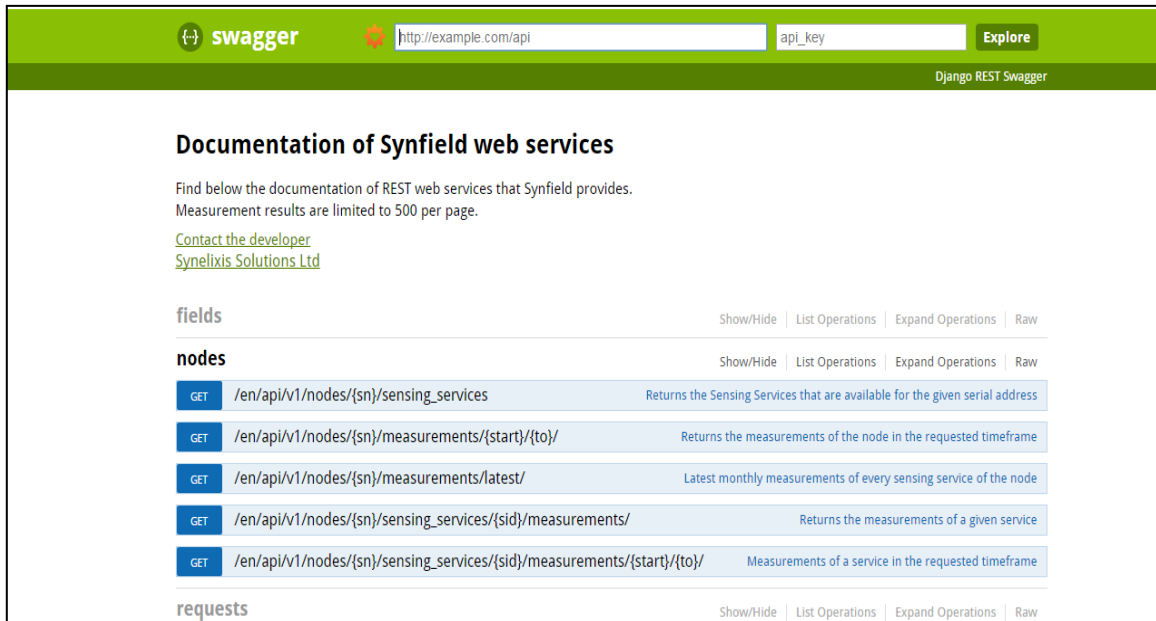 {··} swagger http://example.com/api api_key Explore
Django REST Swagger
Documentation of Synfield web services
Find below the documentation of REST web services that Synfield provides.
Measurement results are limited to 500 per page.
Contact the developer
Synelixis Solutions Ltd
fields Show/Hide List Operations Expand Operations Raw
nodes Show/Hide List Operations Expand Operations Raw
GET /en/api/v1/nodes/{sn}/sensing_services Returns the Sensing Services that are available for the given serial address
GET /en/api/v1/nodes/{sn}/measurements/{start}/{to}/ Returns the measurements of the node in the requested timeframe
GET /en/api/v1/nodes/{sn}/measurements/latest/ Latest monthly measurements of every sensing service of the node
GET /en/api/v1/nodes/{sn}/sensing_services/{sid}/measurements/ Returns the measurements of a given service
GET /en/api/v1/nodes/{sn}/sensing_services/{sid}/measurements/{start}/{to}/ Measurements of a service in the requested timeframe
requests Show/Hide List Operations Expand Operations Raw